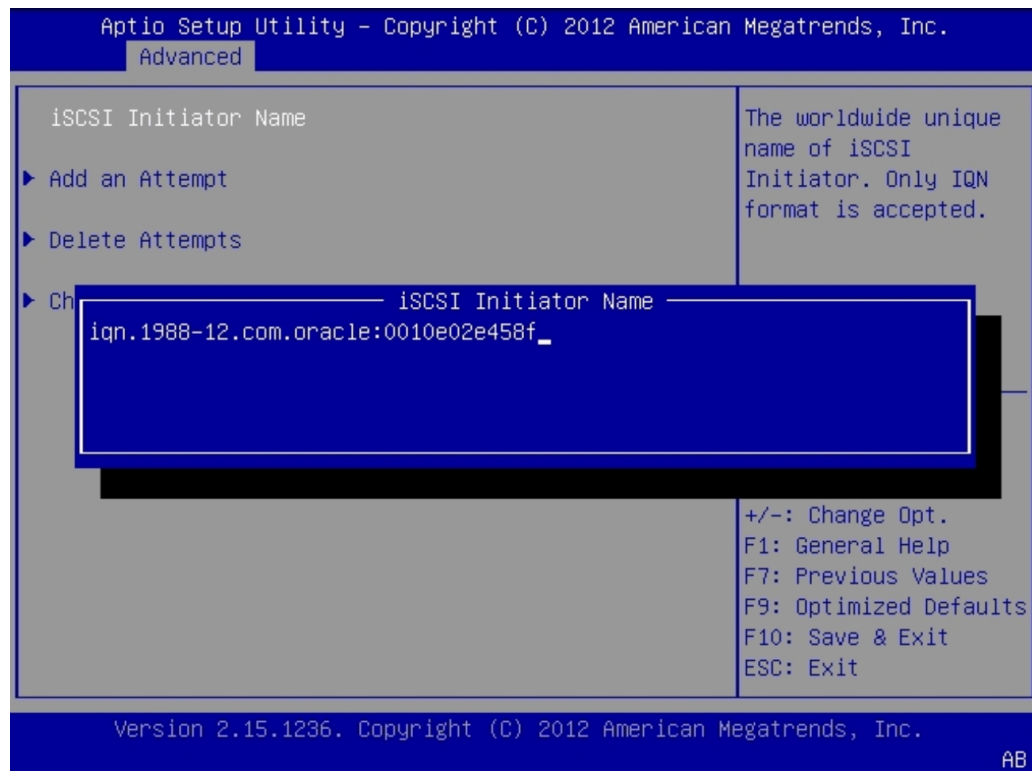 Aptio Setup Utility – Copyright (C) 2012 American Megatrends, Inc.
Advanced
iSCSI Initiator Name
▶ Add an Attempt
▶ Delete Attempts
▶ Ch
The worldwide unique
name of iSCSI
Initiator. Only IQN
format is accepted.
iSCSI Initiator Name
iqn.1988-12.com.oracle:0010e02e458f_
+/-: Change Opt.
F1: General Help
F7: Previous Values
F9: Optimized Defaults
F10: Save & Exit
ESC: Exit
Version 2.15.1236. Copyright (C) 2012 American Megatrends, Inc.
AB